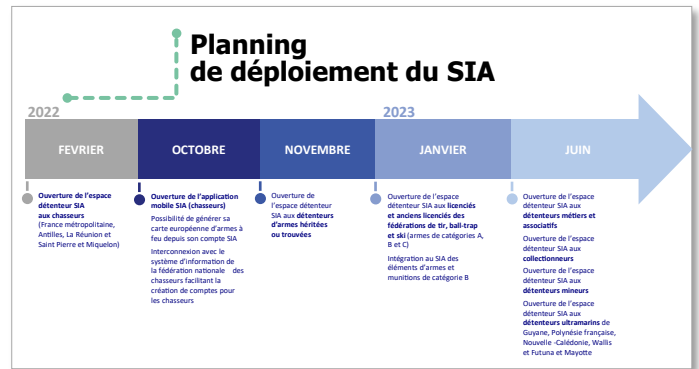 Planning
de déploiement du SIA
2022
2023
FEVRIER
OCTOBRE
NOVEMBRE
JANVIER
JUIN
Ouverture de l'espace
détenteur SIA
aux chasseurs
(France métropolitaine,
Antilles, La Réunion et
Saint Pierre et Miquelon)
Ouverture de l'application
mobile SIA (chasseurs)
Possibilité de générer sa
carte européenne d'armes à
feu depuis son compte SIA
Interconnexion avec le
système d'information de
la fédération nationale des
chasseurs facilitant la
création de comptes pour
les chasseurs
Ouverture de
l'espace détenteur
SIA aux détenteurs
d'armes héritées
ou trouvées
Ouverture de l'espace
détenteur SIA aux licenciés
et anciens licenciés des
fédérations de tir, ball-trap
et ski (armes de catégories A,
B et C)
Intégration au SIA des
éléments d'armes et
munitions de catégorie B
Ouverture de l'espace
détenteur SIA aux
détenteurs métiers et
associatifs
Ouverture de l'espace
détenteur SIA aux
collectionneurs
Ouverture de l'espace
détenteur SIA aux
détenteurs mineurs
Ouverture de l'espace
détenteur SIA aux
détenteurs ultramarins de
Guyane, Polynésie française,
Nouvelle -Calédonie, Wallis
et Futuna et Mayotte